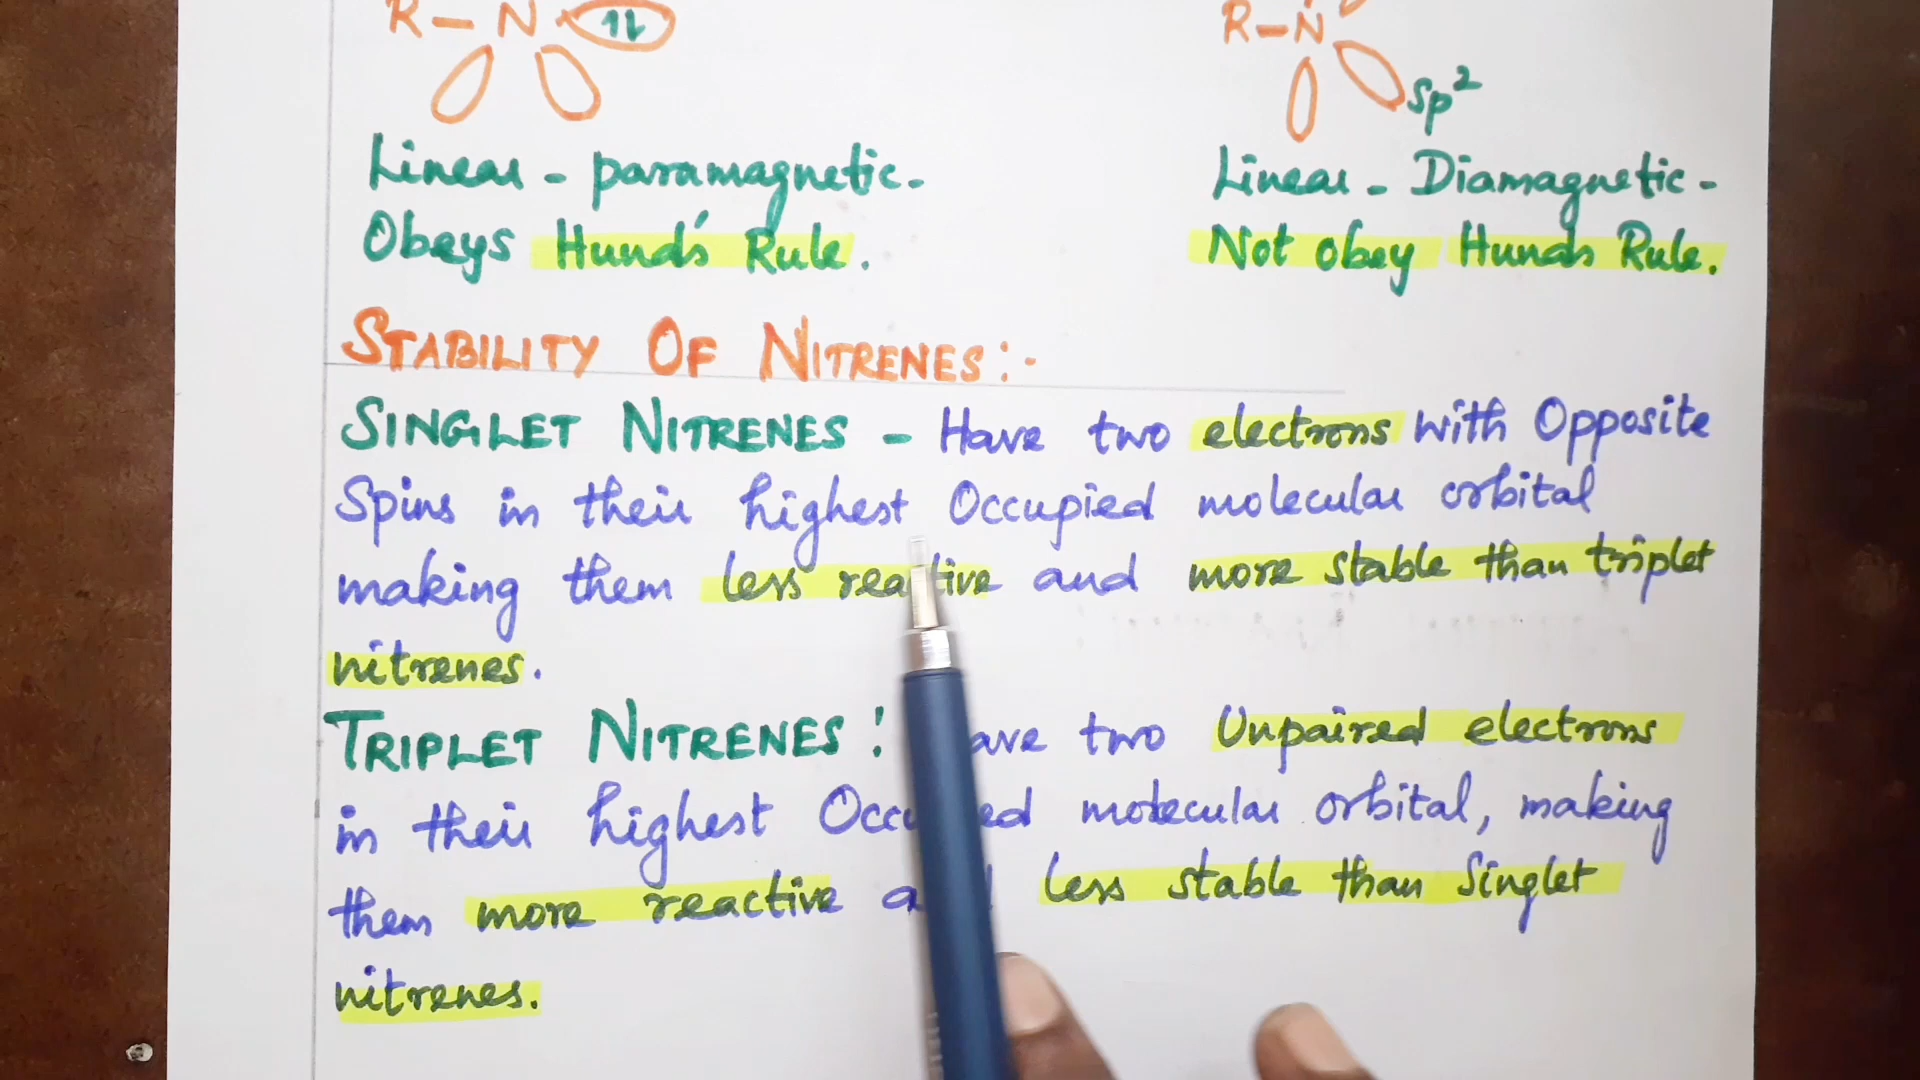 R-N 1l
R-N
sp²
Linear - paramagnetic.
Obeys Hund's Rule.
Linear - Diamagnetic -
Not obey Hunds Rule.
STABILITY OF NITRENES:-
SINGLET NITRENES - Have two electrons with Opposite
Spins in their highest Occupied molecular orbital
making them less reactive and more stable than triplet
nitrenes.
TRIPLET NITRENES: two Unpaired electrons
in their highest molecular orbital, making
them more reactive less stable than Singlet
nitrenes.